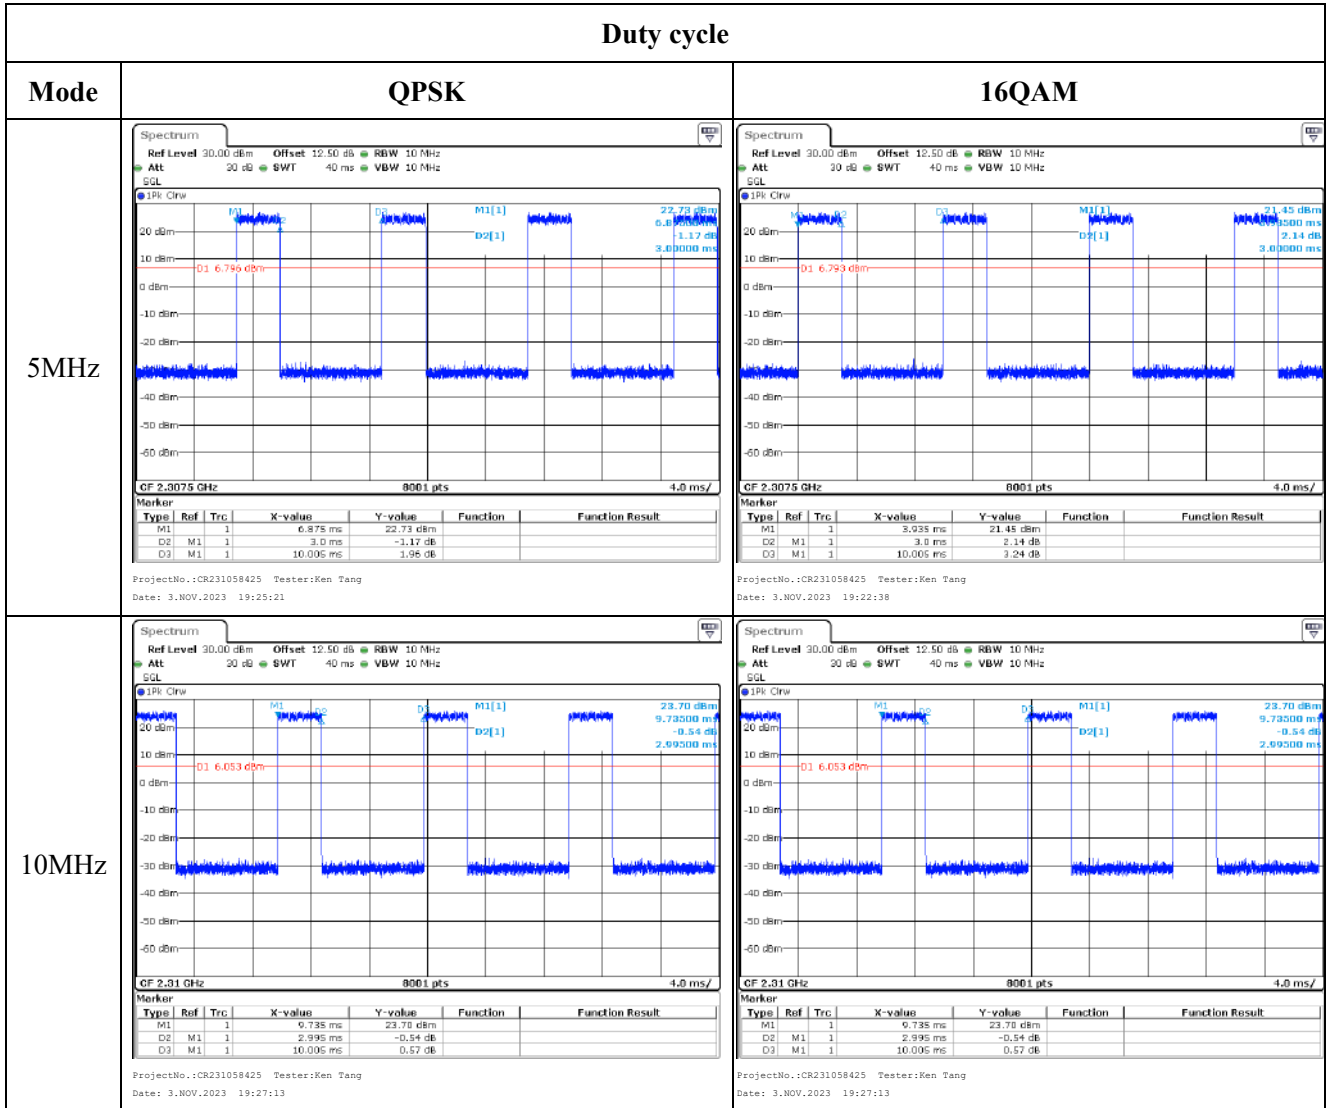 Duty cycle
Mode QPSK 16QAM
5MHz
Spectrum
Ref Level 30.00 dBm Offset 12.50 dB RBW 10 MHz
Att 30 dB SWT 40 ms VBW 10 MHz
SGL
1Pk Clrw
M1[1] 22.73 dBm
D2[1] -1.17 dB
3.00000 ms
M1
D3
20 dBm
10 dBm
D1 6.796 dBm
0 dBm
-10 dBm
-20 dBm
-40 dBm
-50 dBm
-60 dBm
CF 2.3075 GHz 8001 pts 4.0 ms/
Marker
Type Ref Trc X-value Y-value Function Function Result
M1 1 6.875 ms 22.73 dBm
D2 M1 1 3.0 ms -1.17 dB
D3 M1 1 10.005 ms 1.96 dB
ProjectNo.:CR231058425 Tester:Ken Tang
Date: 3.NOV.2023 19:25:21
Spectrum
Ref Level 30.00 dBm Offset 12.50 dB RBW 10 MHz
Att 30 dB SWT 40 ms VBW 10 MHz
SGL
1Pk Clrw
M1[1] 21.45 dBm
D2[1] 2.14 dB
3.00000 ms
D2
D3
20 dBm
10 dBm
D1 6.793 dBm
0 dBm
-10 dBm
-20 dBm
-40 dBm
-50 dBm
-60 dBm
CF 2.3075 GHz 8001 pts 4.0 ms/
Marker
Type Ref Trc X-value Y-value Function Function Result
M1 1 3.935 ms 21.45 dBm
D2 M1 1 3.0 ms 2.14 dB
D3 M1 1 10.005 ms 3.24 dB
ProjectNo.:CR231058425 Tester:Ken Tang
Date: 3.NOV.2023 19:22:38
10MHz
Spectrum
Ref Level 30.00 dBm Offset 12.50 dB RBW 10 MHz
Att 30 dB SWT 40 ms VBW 10 MHz
SGL
1Pk Clrw
M1[1] 23.70 dBm
9.73500 ms
D2[1] -0.54 dB
2.99500 ms
M1
D2
D3
20 dBm
10 dBm
D1 6.053 dBm
0 dBm
-10 dBm
-20 dBm
-30 dBm
-40 dBm
-50 dBm
-60 dBm
CF 2.31 GHz 8001 pts 4.0 ms/
Marker
Type Ref Trc X-value Y-value Function Function Result
M1 1 9.735 ms 23.70 dBm
D2 M1 1 2.995 ms -0.54 dB
D3 M1 1 10.005 ms 0.57 dB
ProjectNo.:CR231058425 Tester:Ken Tang
Date: 3.NOV.2023 19:27:13
Spectrum
Ref Level 30.00 dBm Offset 12.50 dB RBW 10 MHz
Att 30 dB SWT 40 ms VBW 10 MHz
SGL
1Pk Clrw
M1[1] 23.70 dBm
9.73500 ms
D2[1] -0.54 dB
2.99500 ms
M1
D2
D3
20 dBm
10 dBm
D1 6.053 dBm
0 dBm
-10 dBm
-20 dBm
-30 dBm
-40 dBm
-50 dBm
-60 dBm
CF 2.31 GHz 8001 pts 4.0 ms/
Marker
Type Ref Trc X-value Y-value Function Function Result
M1 1 9.735 ms 23.70 dBm
D2 M1 1 2.995 ms -0.54 dB
D3 M1 1 10.005 ms 0.57 dB
ProjectNo.:CR231058425 Tester:Ken Tang
Date: 3.NOV.2023 19:27:13